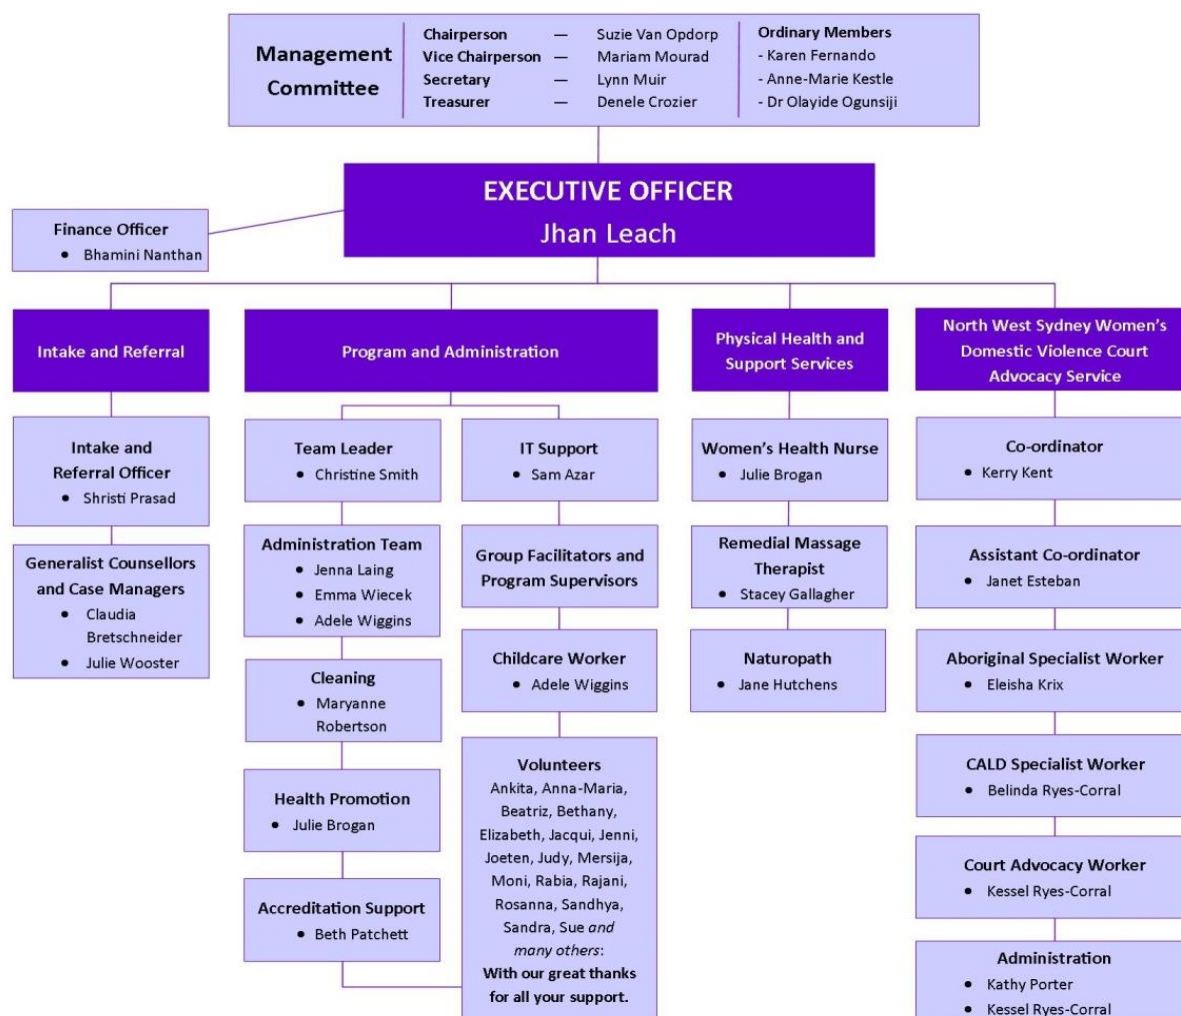 Management
Committee
Chairperson — Suzie Van Opdorp
Vice Chairperson — Mariam Mourad
Secretary — Lynn Muir
Treasurer — Denele Crozier
Ordinary Members
- Karen Fernando
- Anne-Marie Kestle
- Dr Olayide Ogunsiji
EXECUTIVE OFFICER
Jhan Leach
Finance Officer
• Bhamini Nanthan
Intake and Referral
Intake and
Referral Officer
• Shristi Prasad
Generalist Counsellors
and Case Managers
• Claudia
Bretschneider
• Julie Wooster
Program and Administration
Team Leader
• Christine Smith
Administration Team
• Jenna Laing
• Emma Wiecek
• Adele Wiggins
Cleaning
• Maryanne
Robertson
Health Promotion
• Julie Brogan
Accreditation Support
• Beth Patchett
IT Support
• Sam Azar
Group Facilitators and
Program Supervisors
Childcare Worker
• Adele Wiggins
Volunteers
Ankita, Anna-Maria,
Beatriz, Bethany,
Elizabeth, Jacqui, Jenni,
Joeten, Judy, Mersija,
Moni, Rabia, Rajani,
Rosanna, Sandhya,
Sandra, Sue and
many others:
With our great thanks
for all your support.
Physical Health and
Support Services
Women's Health Nurse
• Julie Brogan
Remedial Massage
Therapist
• Stacey Gallagher
Naturopath
• Jane Hutchens
North West Sydney Women's
Domestic Violence Court
Advocacy Service
Co-ordinator
• Kerry Kent
Assistant Co-ordinator
• Janet Esteban
Aboriginal Specialist Worker
• Eleisha Krix
CALD Specialist Worker
• Belinda Ryes-Corral
Court Advocacy Worker
• Kessel Ryes-Corral
Administration
• Kathy Porter
• Kessel Ryes-Corral